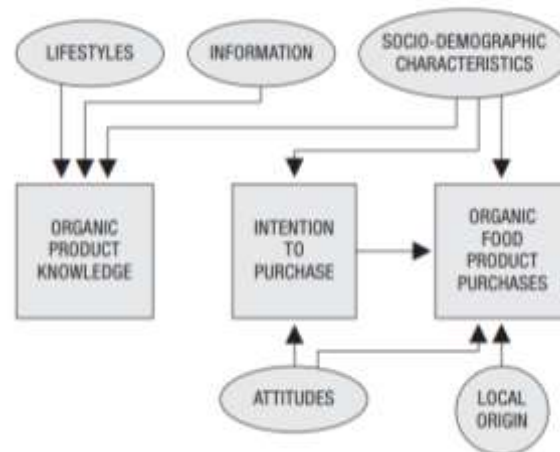 LIFESTYLES
INFORMATION
SOCIO-DEMOGRAPHIC
CHARACTERISTICS
ORGANIC
PRODUCT
KNOWLEDGE
INTENTION
TO
PURCHASE
ORGANIC
FOOD
PRODUCT
PURCHASES
ATTITUDES
LOCAL
ORIGIN